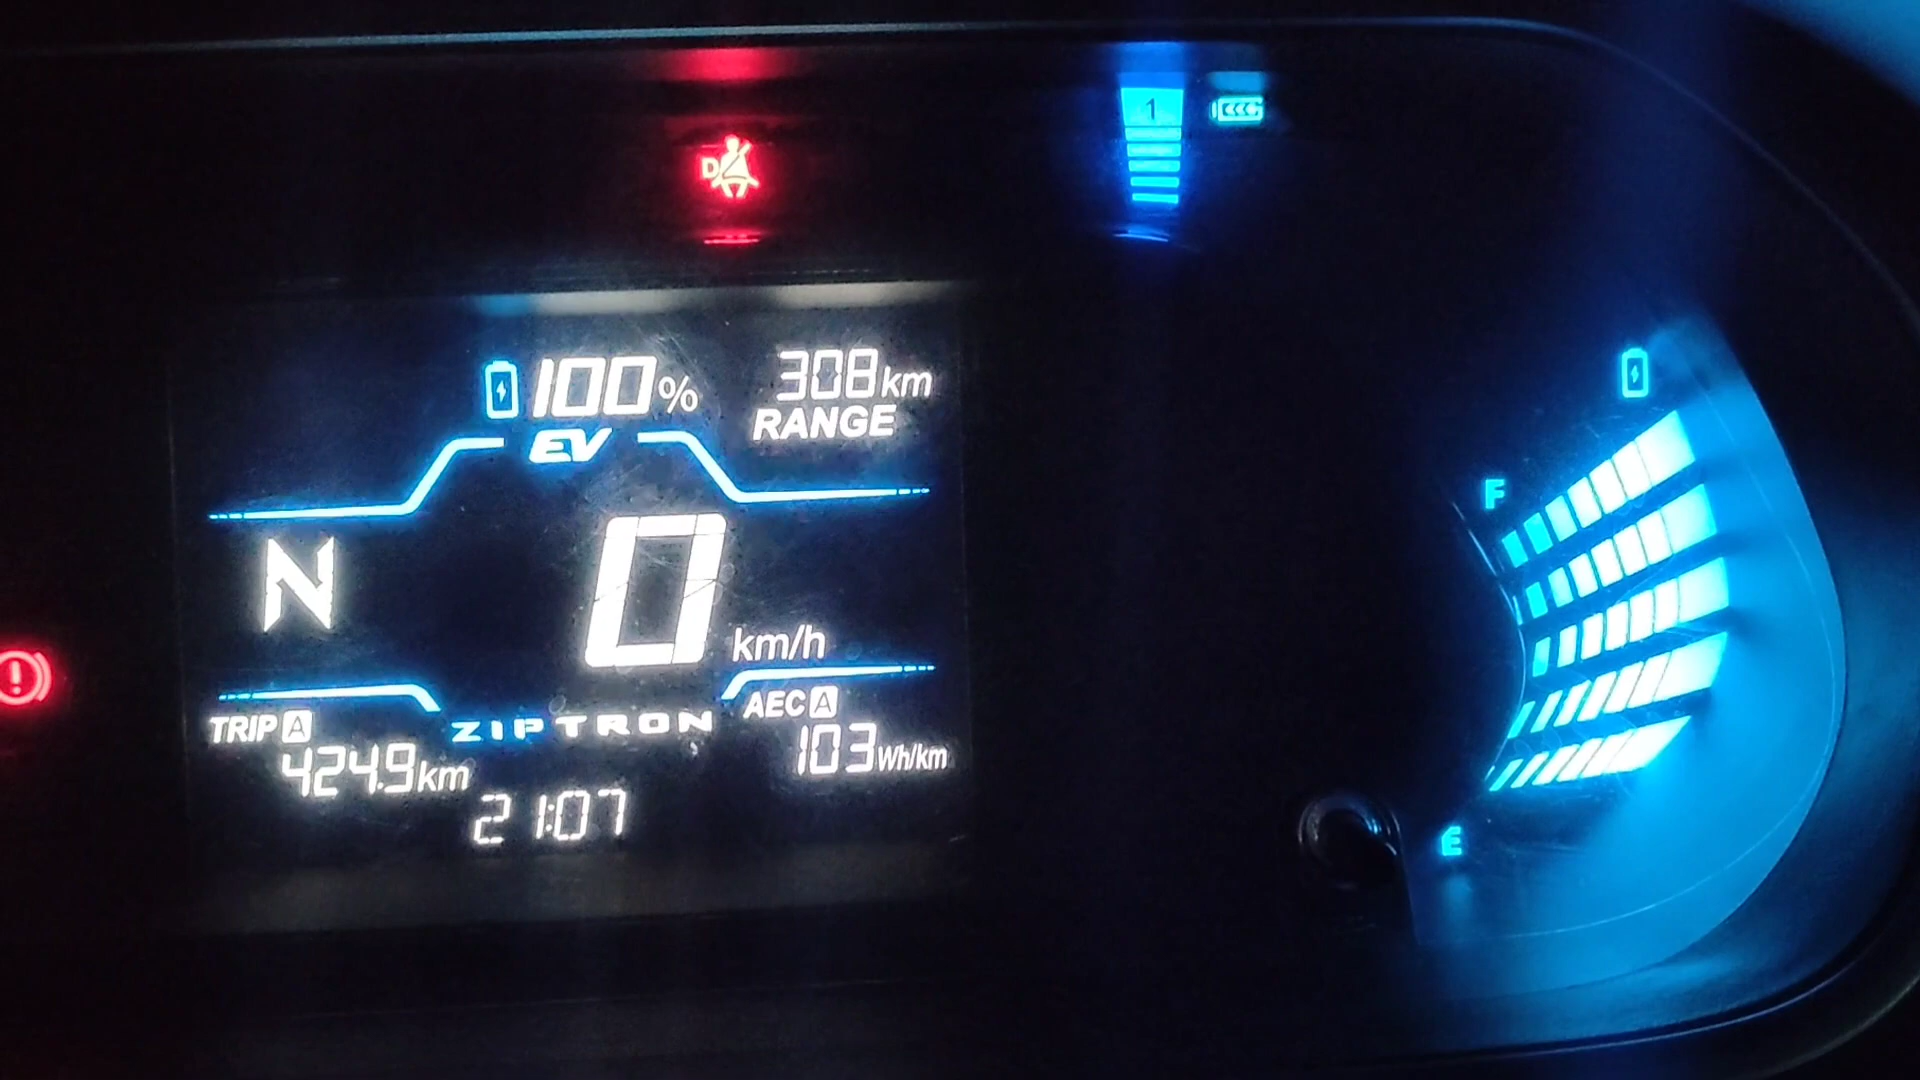 1
D
100%
308km
RANGE
EV
F
N
0
km/h
AEC A
TRIP A
ZIPTRON
103Wh/km
424.9km
21:07
E